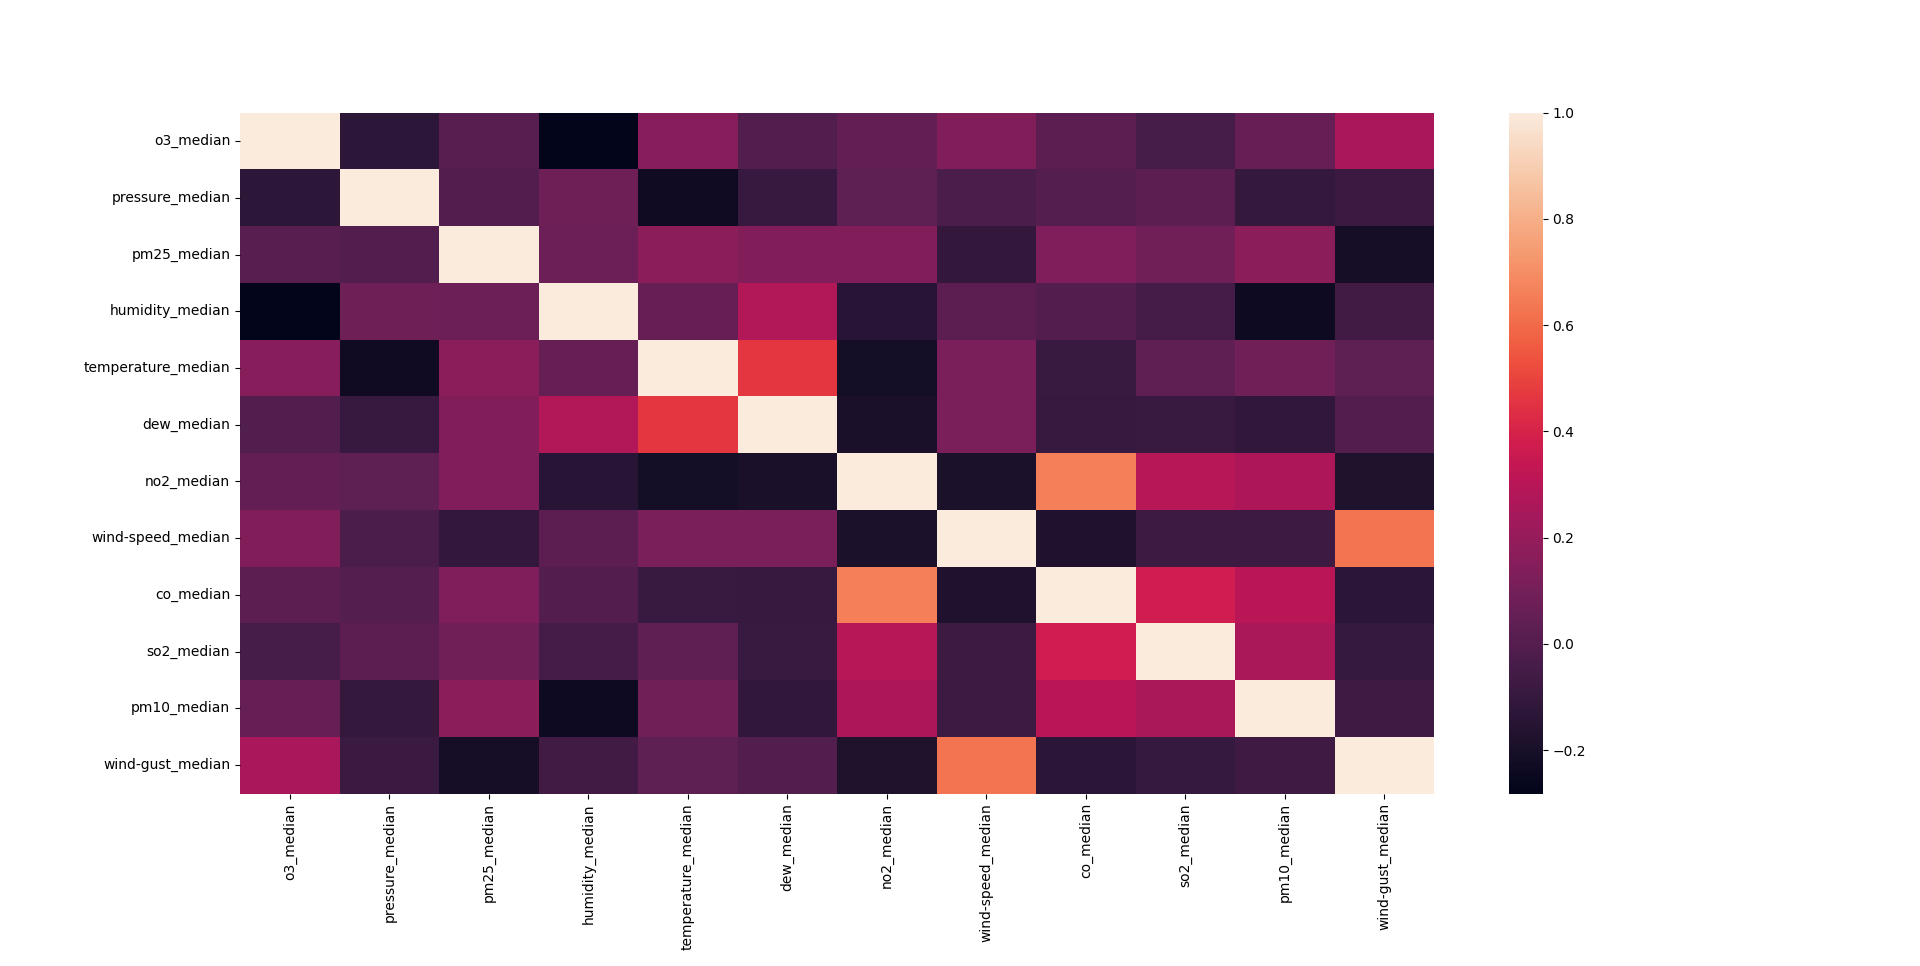 o3_median
pressure_median
pm25_median
humidity_median
temperature_median
dew_median
no2_median
wind-speed_median
co_median
so2_median
pm10_median
wind-gust_median
o3_median
pressure_median
pm25_median
humidity_median
temperature_median
dew_median
no2_median
wind-speed_median
co_median
so2_median
pm10_median
wind-gust_median
1.0
0.8
0.6
0.4
0.2
0.0
−0.2